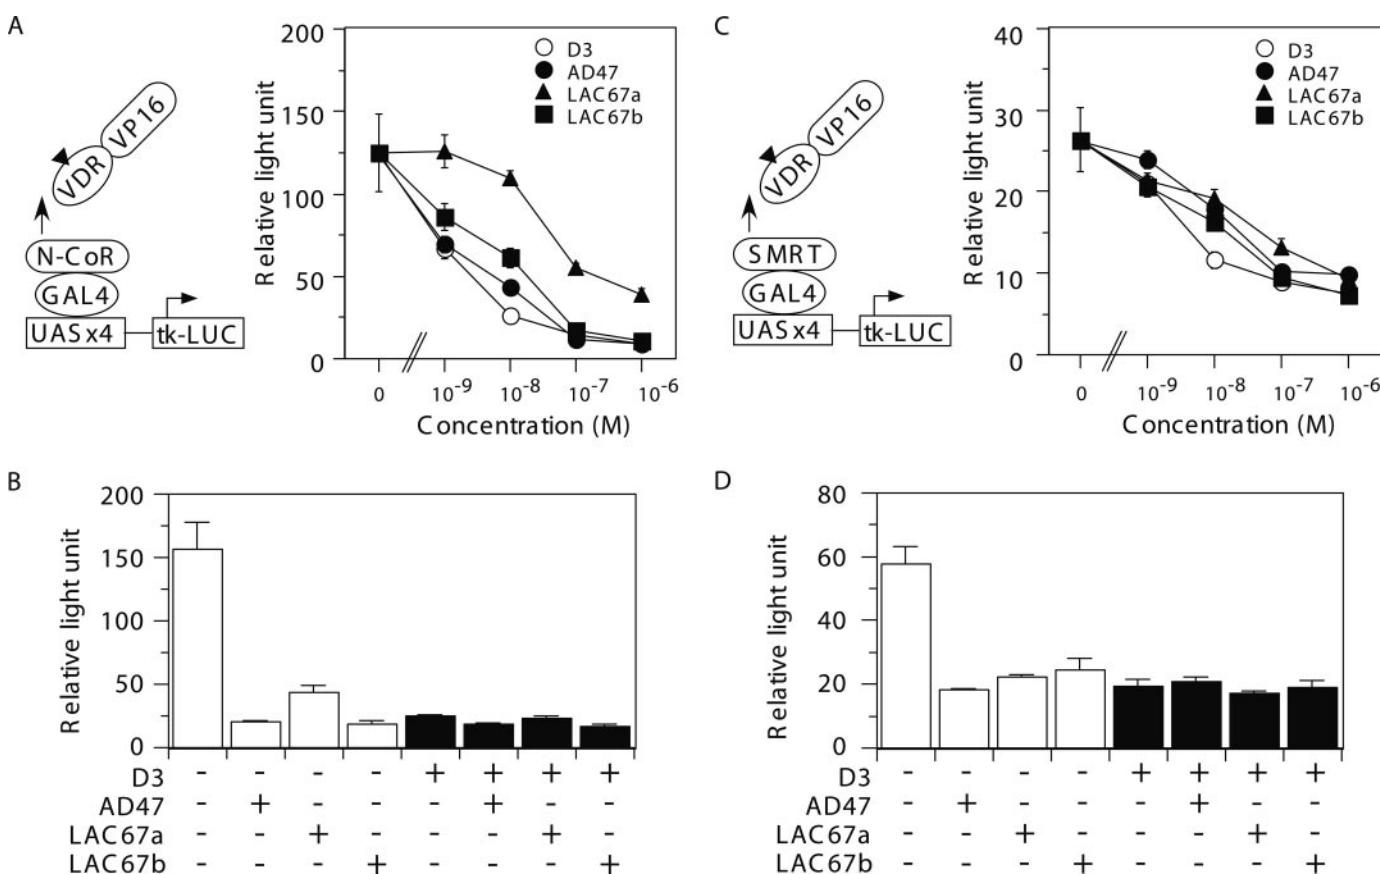 A
VP16
VDR
N-CoR
GAL4
UASx4
tk-LUC
Relative light unit
200
150
100
50
0
D3
AD47
LAC67a
LAC67b
0 10-9 10-8 10-7 10-6
Concentration (M)
C
VP16
VDR
SMRT
GAL4
UASx4
tk-LUC
Relative light unit
40
30
20
10
0
D3
AD47
LAC67a
LAC67b
0 10-9 10-8 10-7 10-6
Concentration (M)
B
Relative light unit
200
150
100
50
0
D3 - - - - + + + +
AD47 - + - - - + - -
LAC67a - - + - - - + -
LAC67b - - - + - - - +
D
Relative light unit
80
60
40
20
0
D3 - - - - + + + +
AD47 - + - - - + - -
LAC67a - - + - - - + -
LAC67b - - - + - - - +